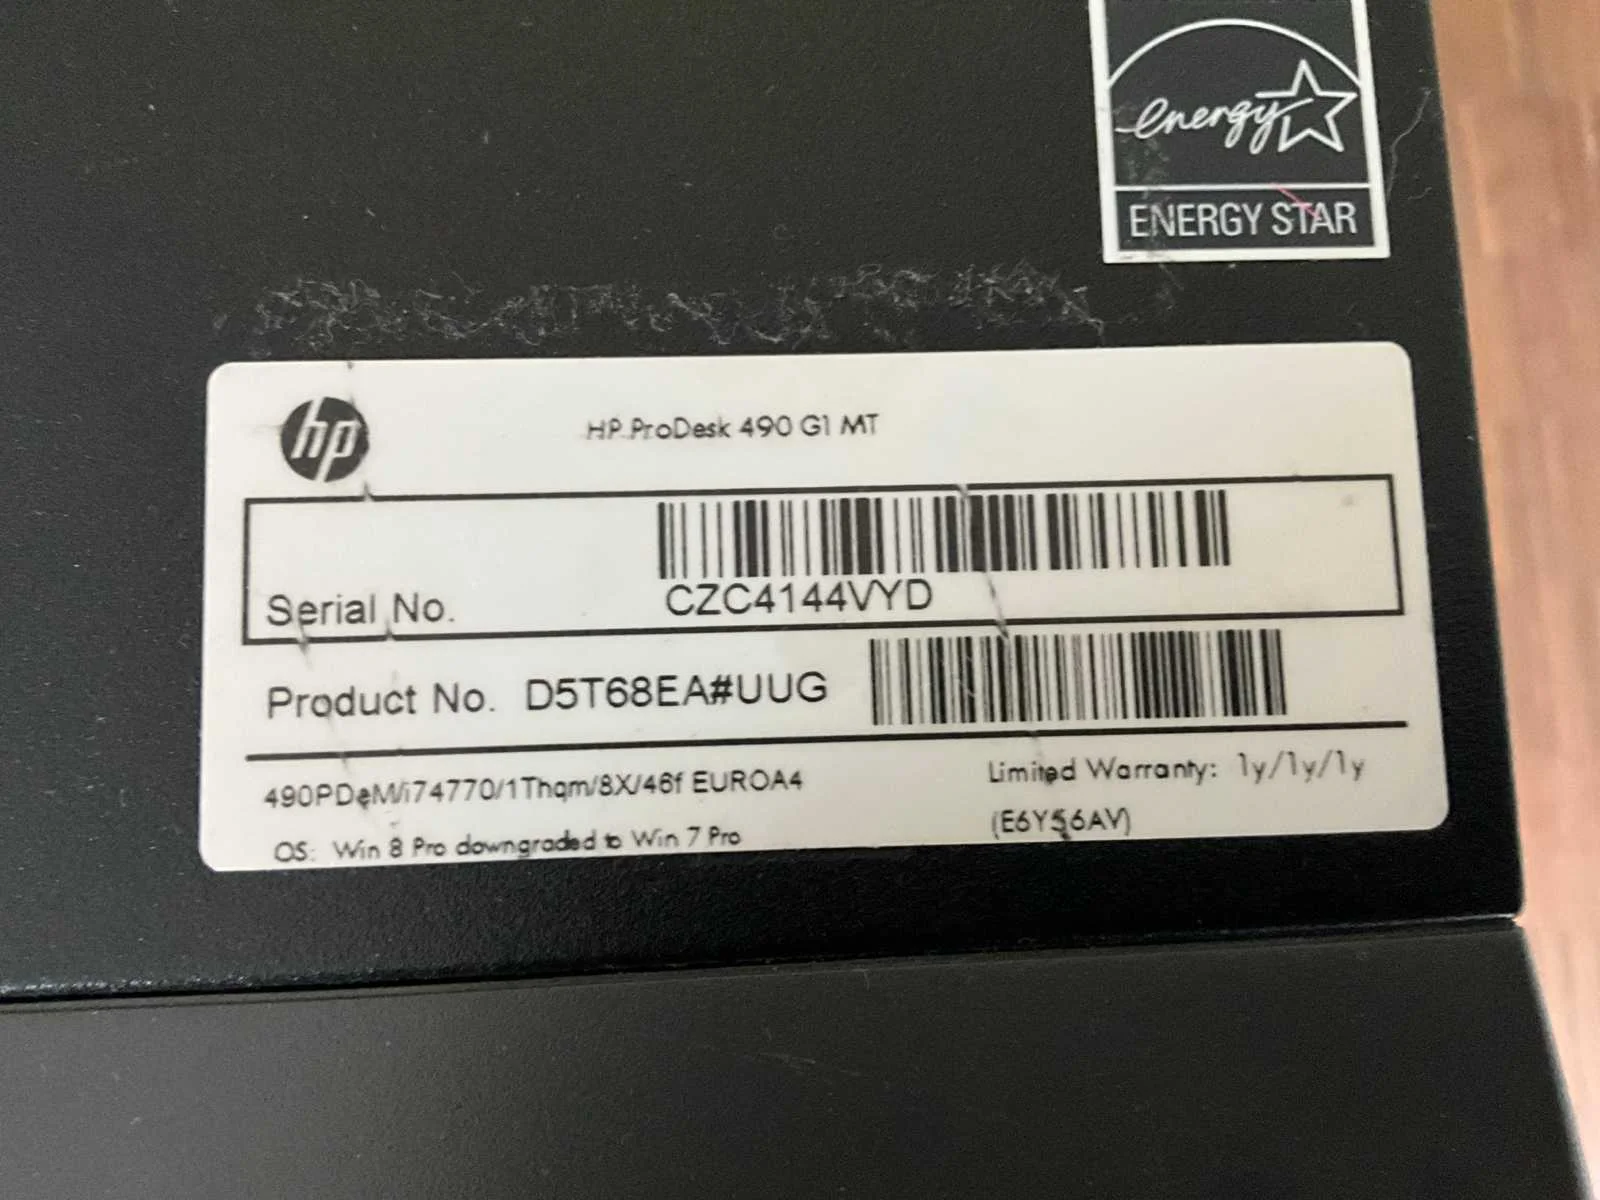 energy
ENERGY STAR
hp
HP ProDesk 490 G1 MT
Serial No. CZC4144VYD
Product No. D5T68EA#UUG
490PDeM/i74770/1Thqm/8X/46f EUROA4
Limited Warranty: 1y/1y/1y
OS: Win 8 Pro downgraded to Win 7 Pro
(E6Y56AV)